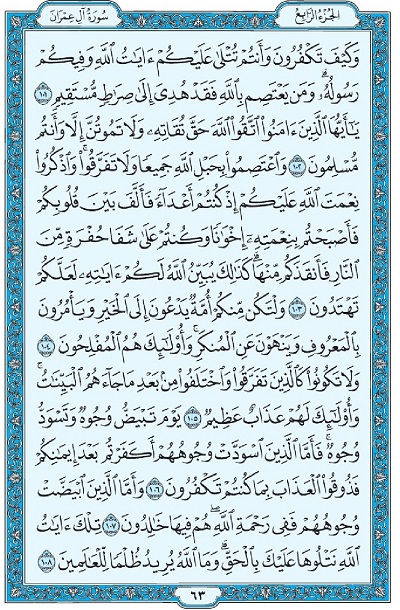 الجزء الرابع
سورة آل عمران
وَكَيْفَ تَكْفُرُونَ وَأَنتُمْ تُتْلَىٰ عَلَيْكُمْ ءَايَٰتُ ٱللَّهِ وَفِيكُمْ
رَسُولُهُۥۗ وَمَن يَعْتَصِم بِٱللَّهِ فَقَدْ هُدِيَ إِلَىٰ صِرَٰطٍ مُّسْتَقِيمٍ ١٠١
يَٰٓأَيُّهَا ٱلَّذِينَ ءَامَنُوا۟ ٱتَّقُوا۟ ٱللَّهَ حَقَّ تُقَاتِهِۦ وَلَا تَمُوتُنَّ إِلَّا وَأَنتُم
مُّسْلِمُونَ ١٠٢ وَٱعْتَصِمُوا۟ بِحَبْلِ ٱللَّهِ جَمِيعًا وَلَا تَفَرَّقُوا۟ۚ وَٱذْكُرُوا۟
نِعْمَتَ ٱللَّهِ عَلَيْكُمْ إِذْ كُنتُمْ أَعْدَآءً فَأَلَّفَ بَيْنَ قُلُوبِكُمْ
فَأَصْبَحْتُم بِنِعْمَتِهِۦٓ إِخْوَٰنًا وَكُنتُمْ عَلَىٰ شَفَا حُفْرَةٍ مِّنَ
ٱلنَّارِ فَأَنقَذَكُم مِّنْهَاۗ كَذَٰلِكَ يُبَيِّنُ ٱللَّهُ لَكُمْ ءَايَٰتِهِۦ لَعَلَّكُمْ
تَهْتَدُونَ ١٠٣ وَلْتَكُن مِّنكُمْ أُمَّةٌ يَدْعُونَ إِلَى ٱلْخَيْرِ وَيَأْمُرُونَ
بِٱلْمَعْرُوفِ وَيَنْهَوْنَ عَنِ ٱلْمُنكَرِۚ وَأُو۟لَٰٓئِكَ هُمُ ٱلْمُفْلِحُونَ ١٠٤
وَلَا تَكُونُوا۟ كَٱلَّذِينَ تَفَرَّقُوا۟ وَٱخْتَلَفُوا۟ مِنۢ بَعْدِ مَا جَآءَهُمُ ٱلْبَيِّنَٰتُۚ
وَأُو۟لَٰٓئِكَ لَهُمْ عَذَابٌ عَظِيمٌ ١٠٥ يَوْمَ تَبْيَضُّ وُجُوهٌ وَتَسْوَدُّ
وُجُوهٌۚ فَأَمَّا ٱلَّذِينَ ٱسْوَدَّتْ وُجُوهُهُمْ أَكَفَرْتُم بَعْدَ إِيمَٰنِكُمْ
فَذُوقُوا۟ ٱلْعَذَابَ بِمَا كُنتُمْ تَكْفُرُونَ ١٠٦ وَأَمَّا ٱلَّذِينَ ٱبْيَضَّتْ
وُجُوهُهُمْ فَفِى رَحْمَةِ ٱللَّهِۖ هُمْ فِيهَا خَٰلِدُونَ ١٠٧ تِلْكَ ءَايَٰتُ
ٱللَّهِ نَتْلُوهَا عَلَيْكَ بِٱلْحَقِّۗ وَمَا ٱللَّهُ يُرِيدُ ظُلْمًا لِّلْعَٰلَمِينَ ١٠٨
٦٣